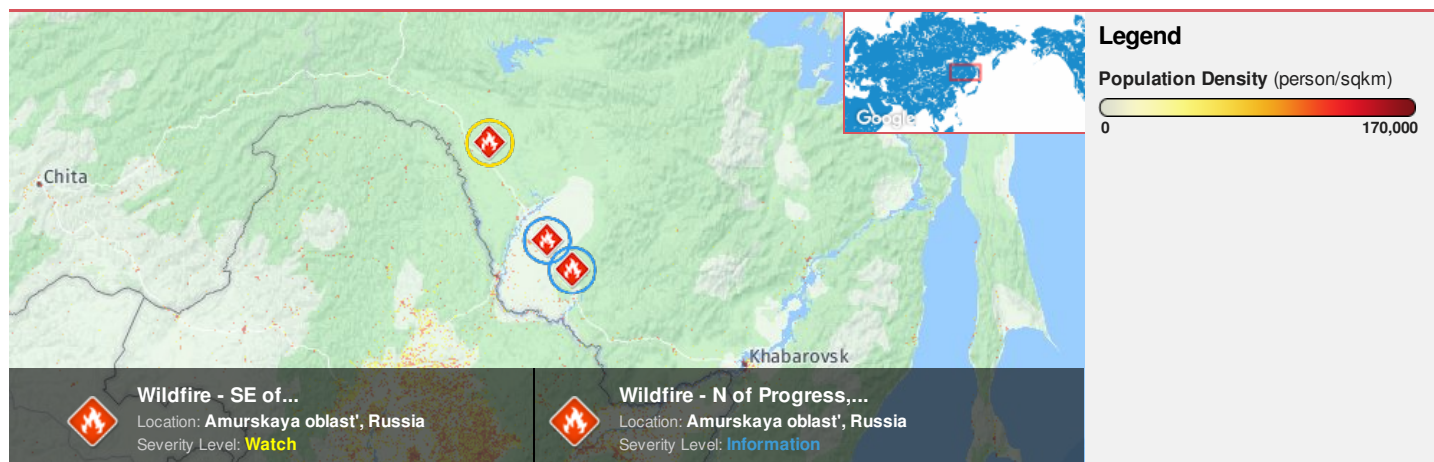 Chita
Khabarovsk
Google
Wildfire - SE of...
Location: Amurskaya oblast', Russia
Severity Level: Watch
Wildfire - N of Progress,...
Location: Amurskaya oblast', Russia
Severity Level: Information
Legend
Population Density (person/sqkm)
0
170,000